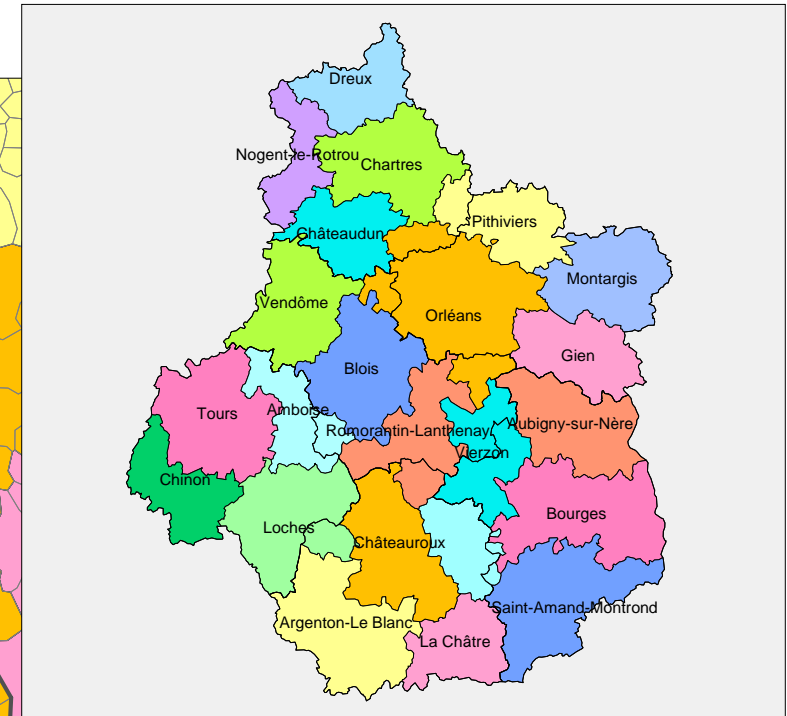 Dreux
Nogent-le-Rotrou
Chartres
Pithiviers
Châteaudun
Montargis
Vendôme
Orléans
Gien
Blois
Amboise
Tours
Aubigny-sur-Nère
Romorantin-Lanthenay
Vierzon
Chinon
Bourges
Loches
Châteauroux
Saint-Amand-Montrond
Argenton-Le Blanc
La Châtre